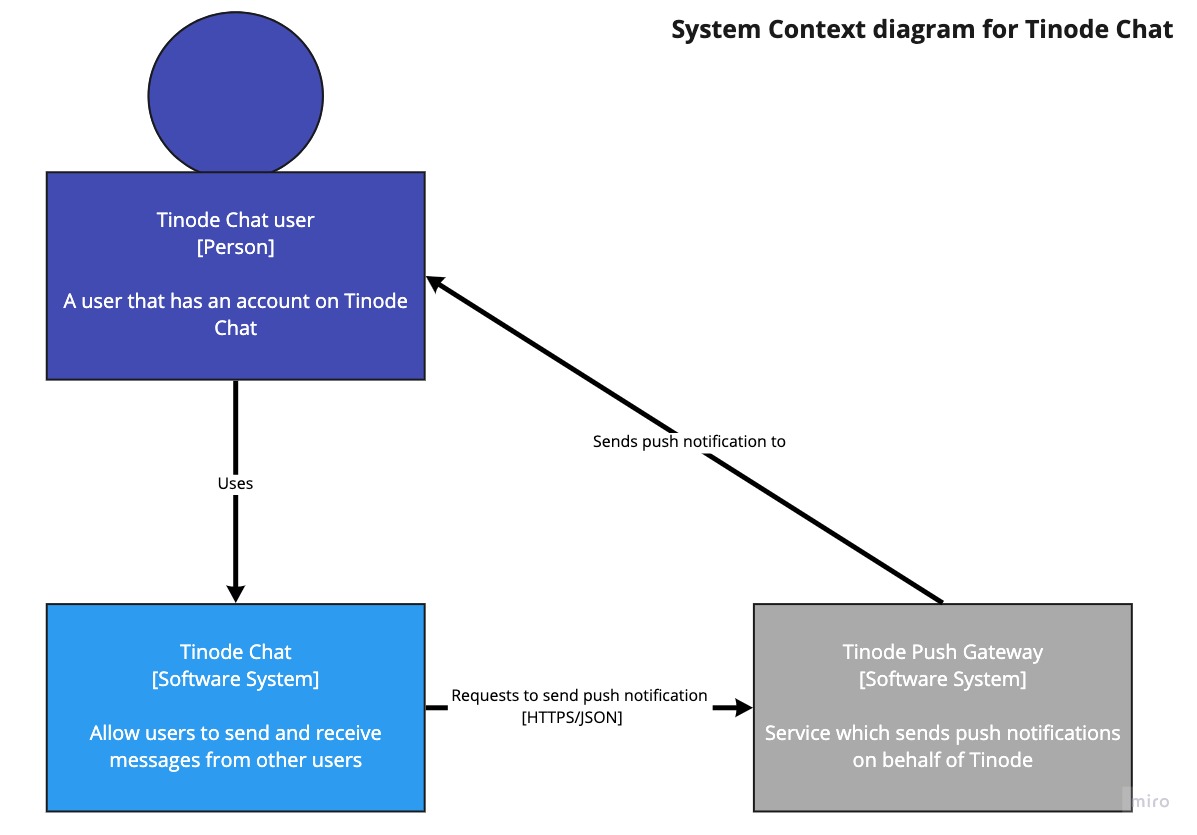 System Context diagram for Tinode Chat
Tinode Chat user
[Person]
A user that has an account on Tinode
Chat
Sends push notification to
Uses
Tinode Chat
[Software System]
Allow users to send and receive
messages from other users
Requests to send push notification
[HTTPS/JSON]
Tinode Push Gateway
[Software System]
Service which sends push notifications
on behalf of Tinode
miro